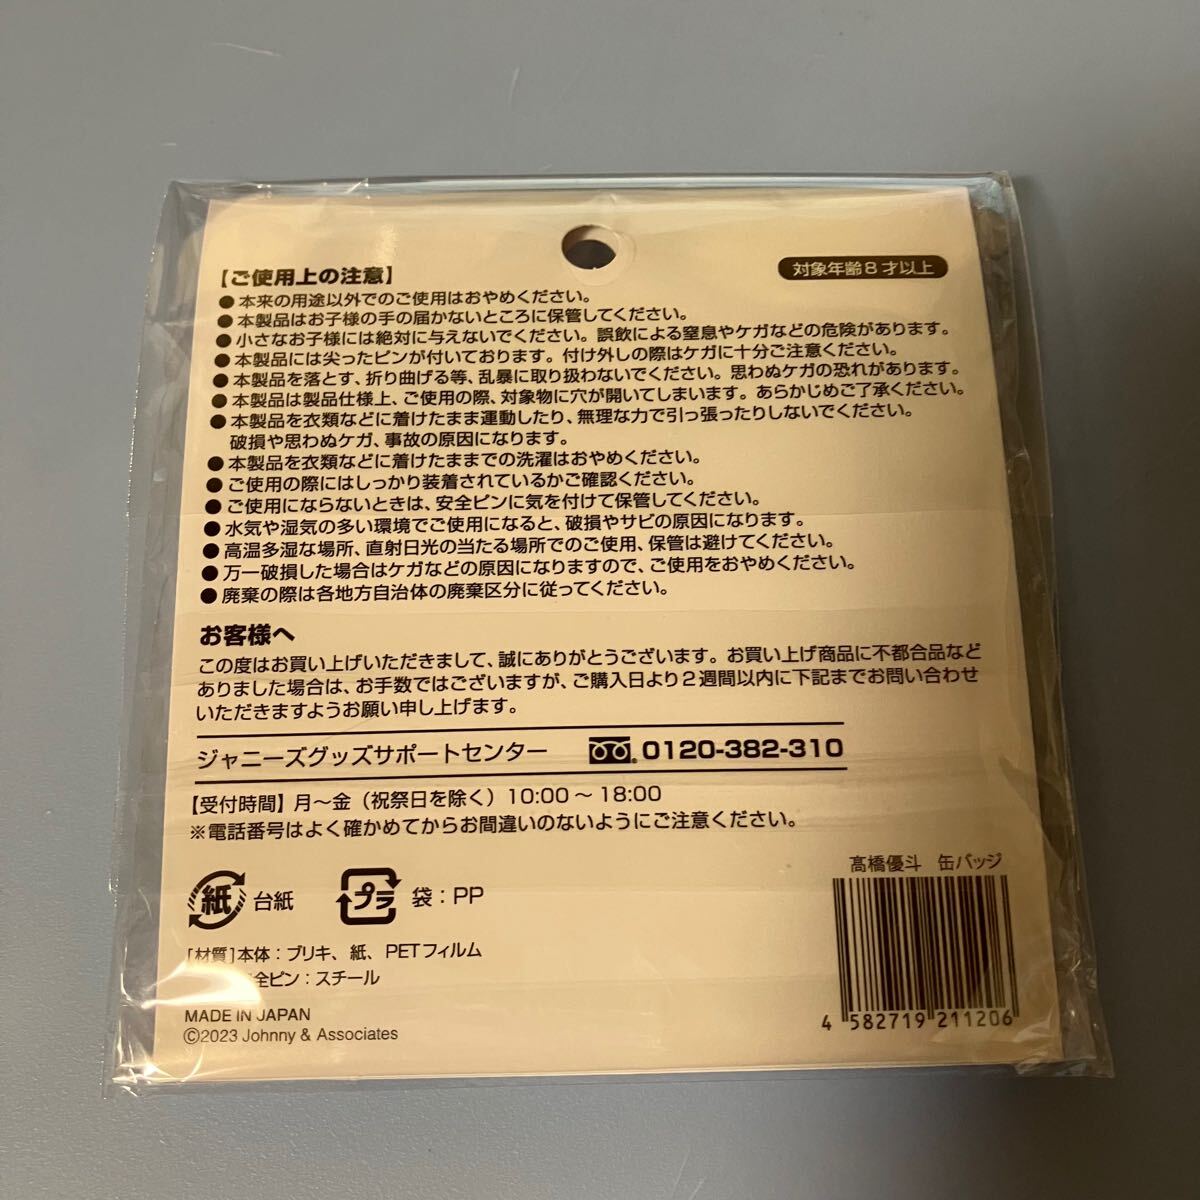 【ご使用上の注意】
対象年齢8才以上
●本来の用途以外でのご使用はおやめください。
●本製品はお子様の手の届かないところに保管してください。
●小さなお子様には絶対に与えないでください。誤飲による窒息やケガなどの危険があります。
●本製品には尖ったピンが付いております。付け外しの際はケガに十分ご注意ください。
●本製品を落とす、折り曲げる等、乱暴に取り扱わないでください。思わぬケガの恐れがあります。
●本製品は製品仕様上、ご使用の際、対象物に穴が開いてしまいます。あらかじめご了承ください。
●本製品を衣類などに着けたまま運動したり、無理な力で引っ張ったりしないでください。
破損や思わぬケガ、事故の原因になります。
●本製品を衣類などに着けたままでの洗濯はおやめください。
●ご使用の際にはしっかり装着されているかご確認ください。
●ご使用にならないときは、安全ピンに気を付けて保管してください。
●水気や湿気の多い環境でご使用になると、破損やサビの原因になります。
●高温多湿な場所、直射日光の当たる場所でのご使用、保管は避けてください。
●万一破損した場合はケガなどの原因になりますので、ご使用をおやめください。
●廃棄の際は各地方自治体の廃棄区分に従ってください。
お客様へ
この度はお買い上げいただきまして、誠にありがとうございます。お買い上げ商品に不都合品など
ありました場合は、お手数ではございますが、ご購入日より2週間以内に下記までお問い合わせ
いただきますようお願い申し上げます。
ジャニーズグッズサポートセンター 0120-382-310
【受付時間】月〜金(祝祭日を除く)10:00〜18:00
※電話番号はよく確かめてからお間違いのないようにご注意ください。
髙橋優斗 缶バッジ
紙 台紙 プラ 袋:PP
[材質]本体:ブリキ、紙、PETフィルム
全ピン:スチール
MADE IN JAPAN
©2023 Johnny & Associates
4 582719 211206